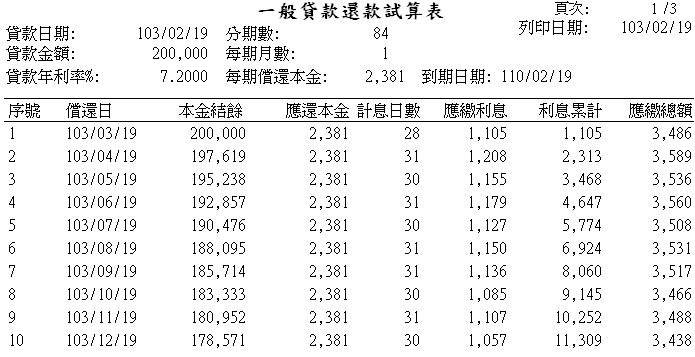 一般貸款還款試算表
頁次: 1 /3
貸款日期: 103/02/19 分期數: 84 列印日期: 103/02/19
貸款金額: 200,000 每期月數: 1
貸款年利率%: 7.2000 每期償還本金: 2,381 到期日期: 110/02/19
序號 償還日 本金結餘 應還本金 計息日數 應繳利息 利息累計 應繳總額
1 103/03/19 200,000 2,381 28 1,105 1,105 3,486
2 103/04/19 197,619 2,381 31 1,208 2,313 3,589
3 103/05/19 195,238 2,381 30 1,155 3,468 3,536
4 103/06/19 192,857 2,381 31 1,179 4,647 3,560
5 103/07/19 190,476 2,381 30 1,127 5,774 3,508
6 103/08/19 188,095 2,381 31 1,150 6,924 3,531
7 103/09/19 185,714 2,381 31 1,136 8,060 3,517
8 103/10/19 183,333 2,381 30 1,085 9,145 3,466
9 103/11/19 180,952 2,381 31 1,107 10,252 3,488
10 103/12/19 178,571 2,381 30 1,057 11,309 3,438